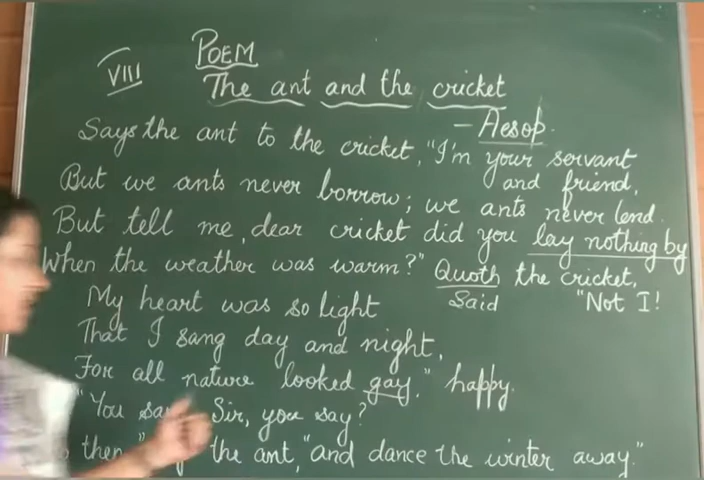 VIII
POEM
The ant and the cricket
- Aesop.
Says the ant to the cricket, "I'm your servant
and friend,
But we ants never borrow; we ants never lend.
But tell me, dear cricket did you lay nothing by
When the weather was warm?" Quoth the cricket,
Said "Not I!
My heart was so light
That I sang day and night,
For all nature looked gay." happy.
"You Sir, you say?
then" the ant, "and dance the winter away."